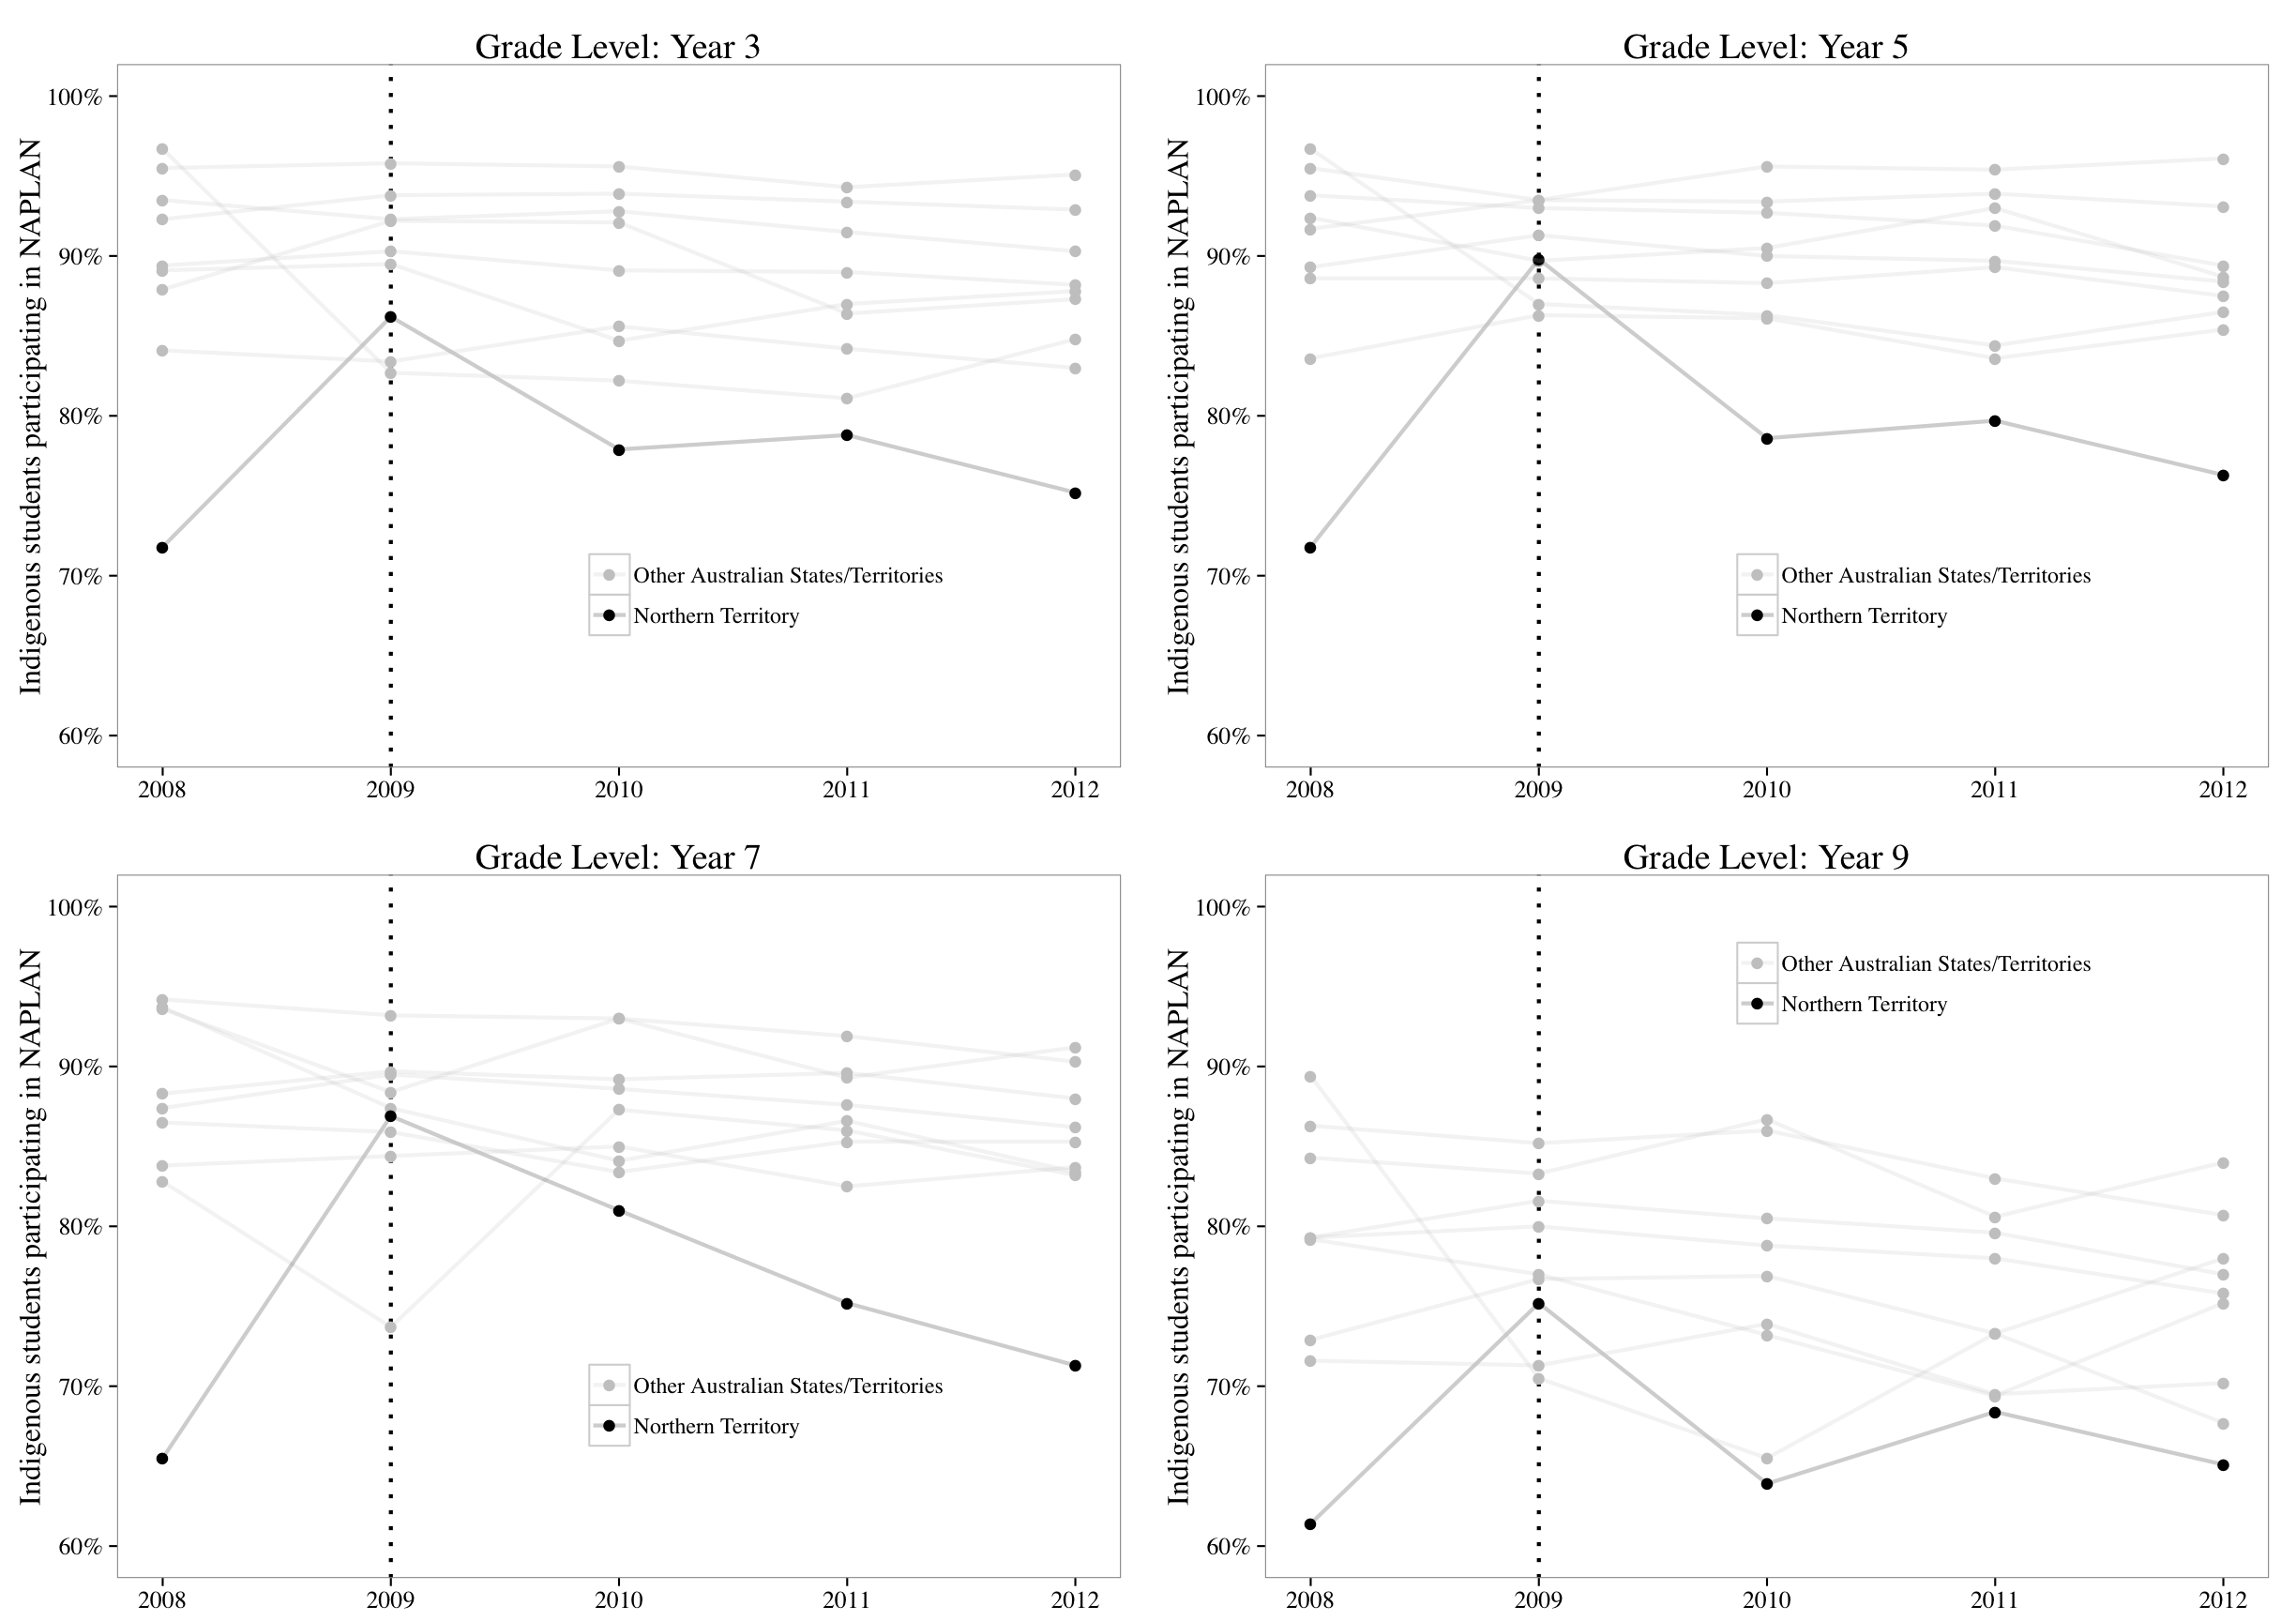 Grade Level: Year 3
Indigenous students participating in NAPLAN
100%
90%
80%
70%
60%
Other Australian States/Territories
Northern Territory
2008 2009 2010 2011 2012
Grade Level: Year 5
Indigenous students participating in NAPLAN
100%
90%
80%
70%
60%
Other Australian States/Territories
Northern Territory
2008 2009 2010 2011 2012
Grade Level: Year 7
Indigenous students participating in NAPLAN
100%
90%
80%
70%
60%
Other Australian States/Territories
Northern Territory
2008 2009 2010 2011 2012
Grade Level: Year 9
Indigenous students participating in NAPLAN
100%
90%
80%
70%
60%
Other Australian States/Territories
Northern Territory
2008 2009 2010 2011 2012